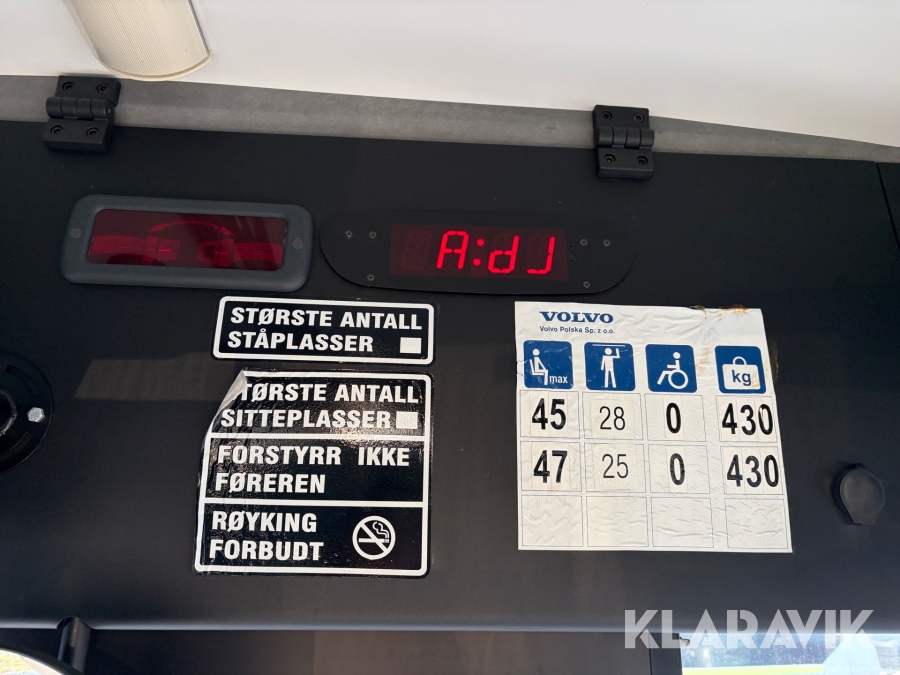 A:dJ
STØRSTE ANTALL
STÅPLASSER
TØRSTE ANTALL
SITTEPLASSER
FORSTYRR IKKE
FØREREN
RØYKING
FORBUDT
VOLVO
Volvo Polska Sp. z o.o.
max kg
45 28 0 430
47 25 0 430
KLARAVIK